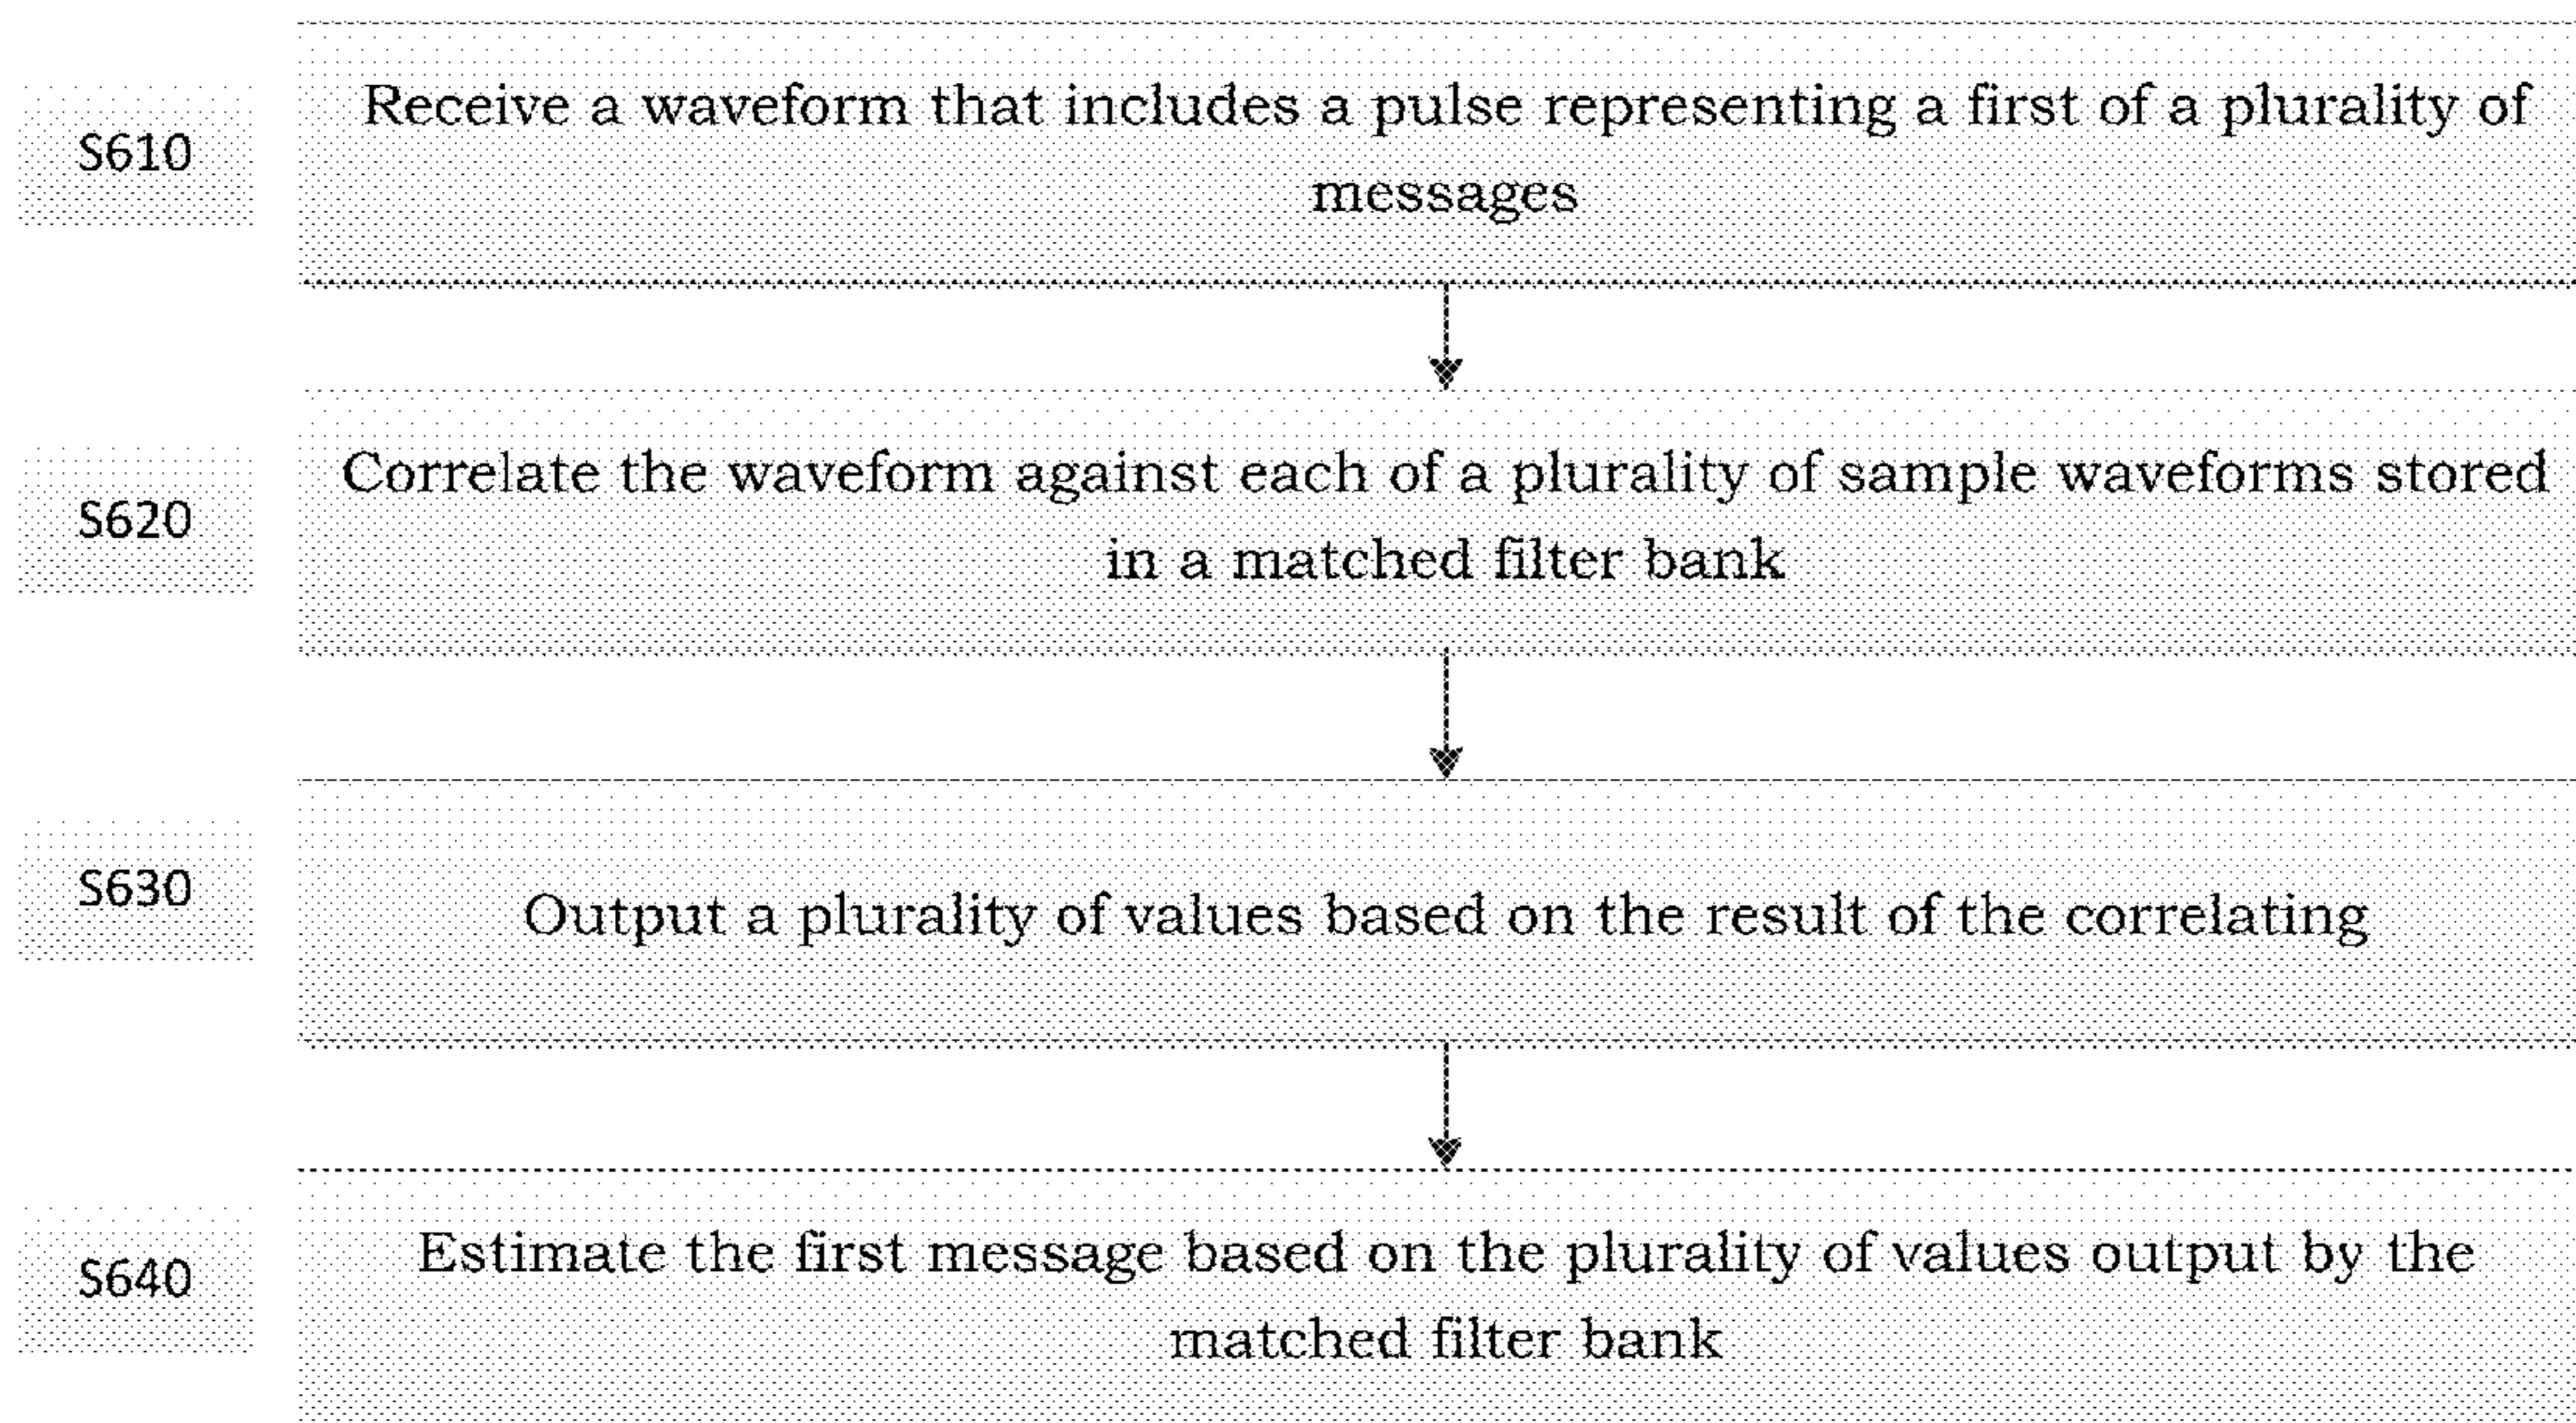 S610
Receive a waveform that includes a pulse representing a first of a plurality of
messages
S620
Correlate the waveform against each of a plurality of sample waveforms stored
in a matched filter bank
S630
Output a plurality of values based on the result of the correlating
S640
Estimate the first message based on the plurality of values output by the
matched filter bank